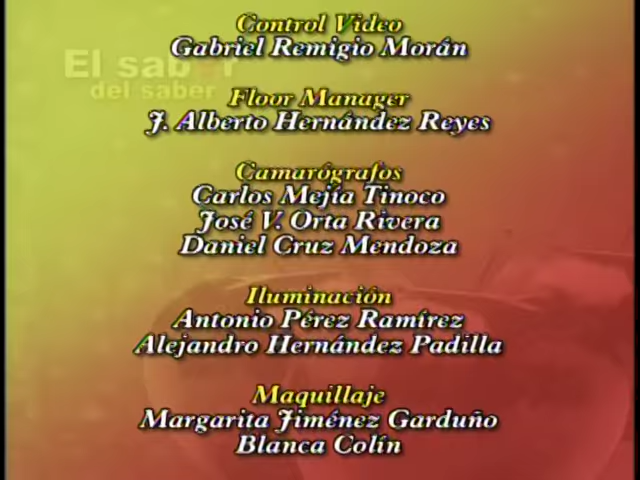 Control Video
Gabriel Remigio Morán
El sabor
del saber
Floor Manager
J. Alberto Hernández Reyes
Camarógrafos
Carlos Mejía Tinoco
José V. Orta Rivera
Daniel Cruz Mendoza
Iluminación
Antonio Pérez Ramírez
Alejandro Hernández Padilla
Maquillaje
Margarita Jiménez Garduño
Blanca Colín